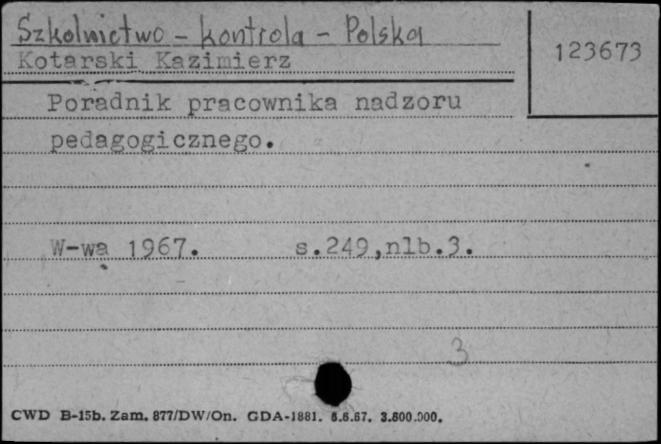 Szkolnictwo - kontrola - Polska
123673
Kotarski Kazimierz
Poradnik pracownika nadzoru
pedagogicznego.
W-wa 1967. s.249,nlb.3.
3
CWD B-15b. Zam. 877/DW/On. GDA-1881. 6.6.67. 3.600.000.